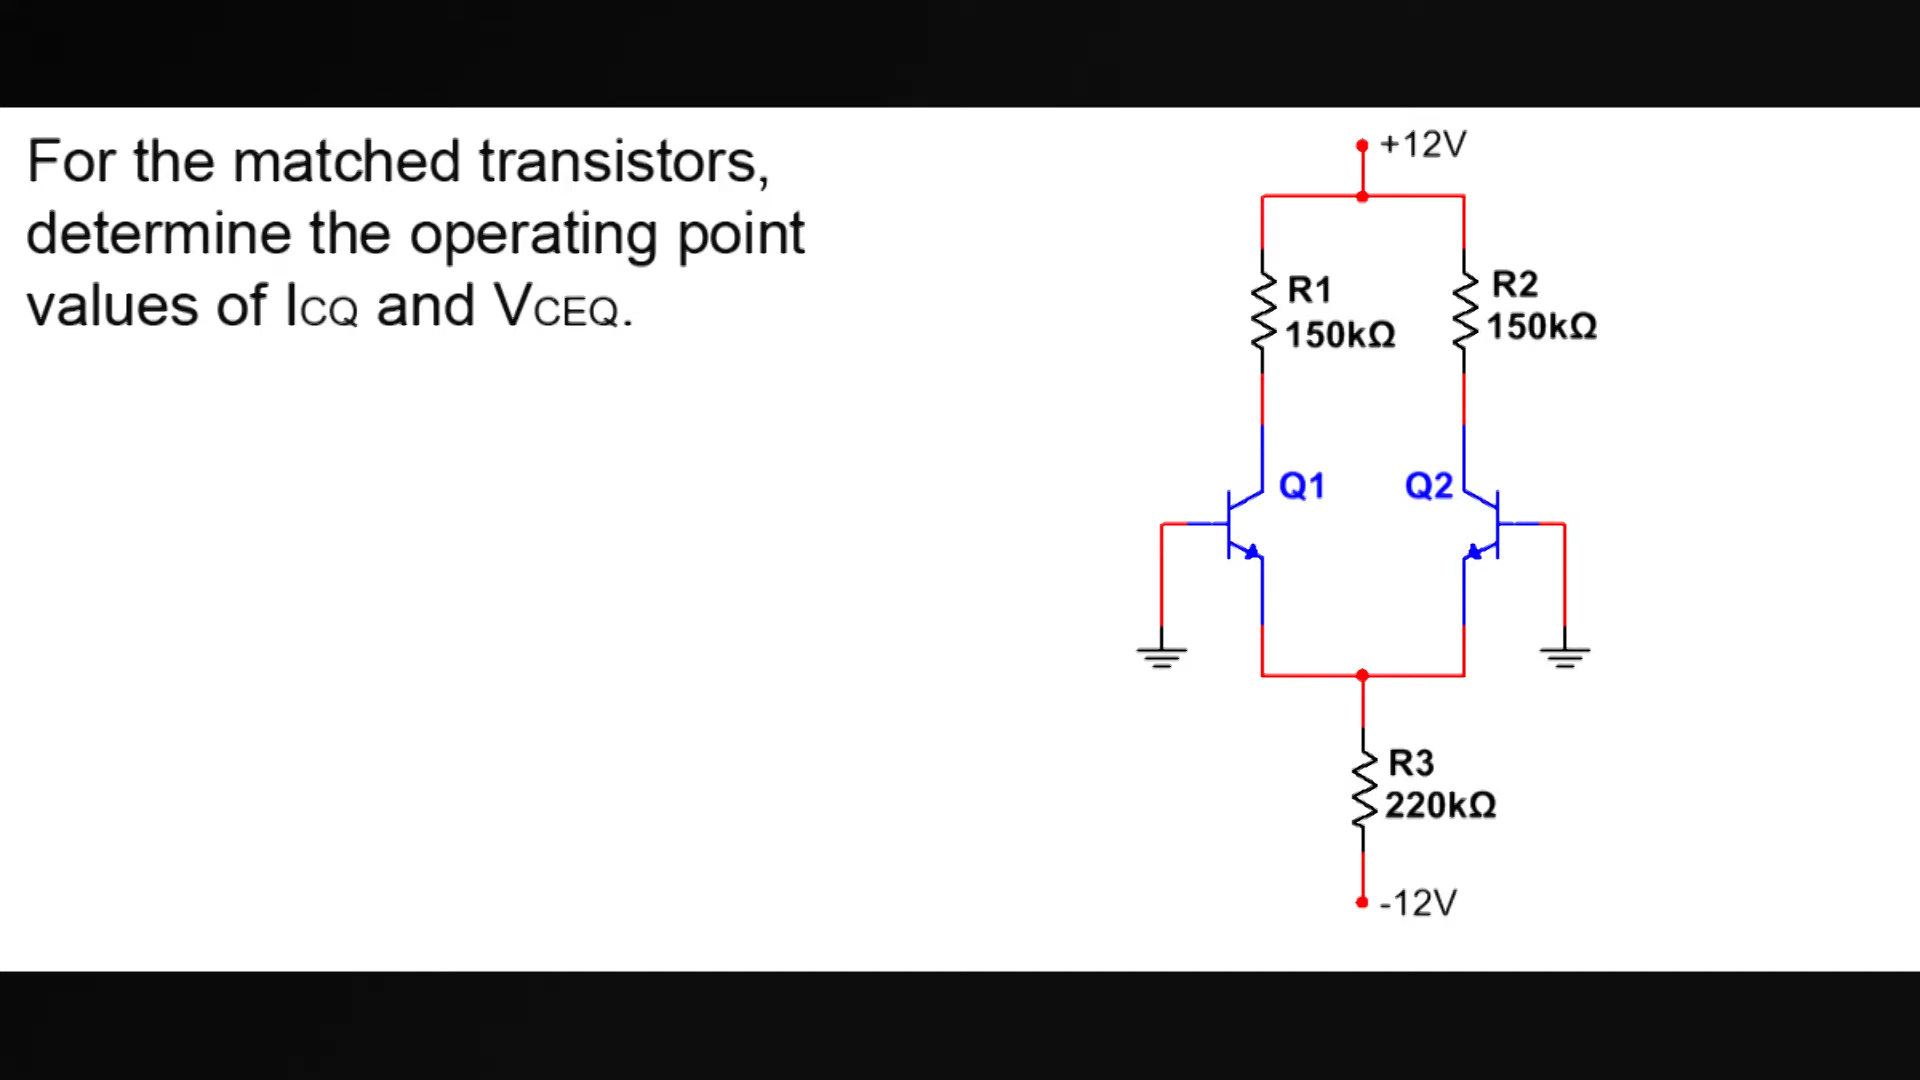 For the matched transistors,
determine the operating point
values of ICQ and VCEQ.
+12V
R1
150kΩ
R2
150kΩ
Q1
Q2
R3
220kΩ
-12V